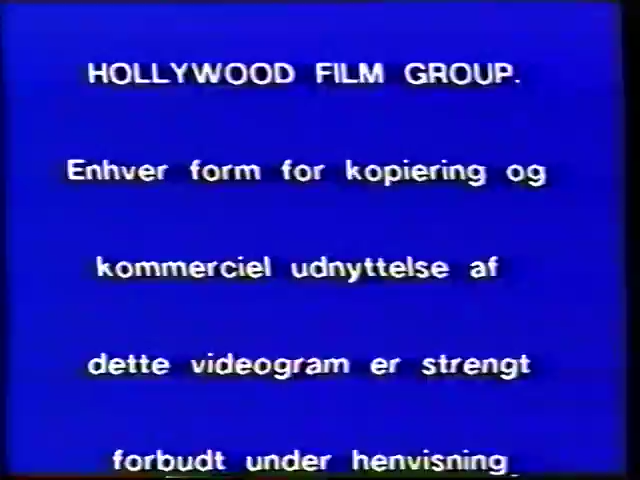 HOLLYWOOD FILM GROUP.
Enhver form for kopiering og
kommerciel udnyttelse af
dette videogram er strengt
forbudt under henvisning